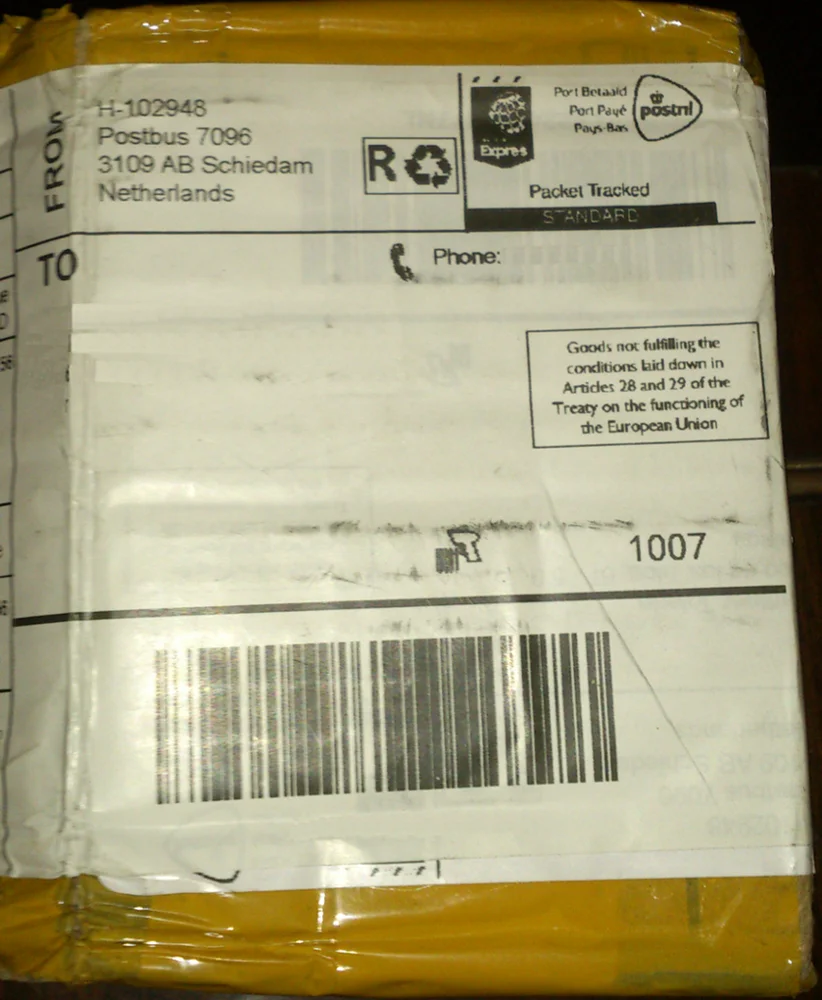 FROM
H-102948
Postbus 7096
3109 AB Schiedam
Netherlands
R
Expres
Port Betaald
Port Payé
Pays-Bas
postnl
Packet Tracked
STANDARD
TO
Phone:
Goods not fulfilling the
conditions laid down in
Articles 28 and 29 of the
Treaty on the functioning of
the European Union
1007